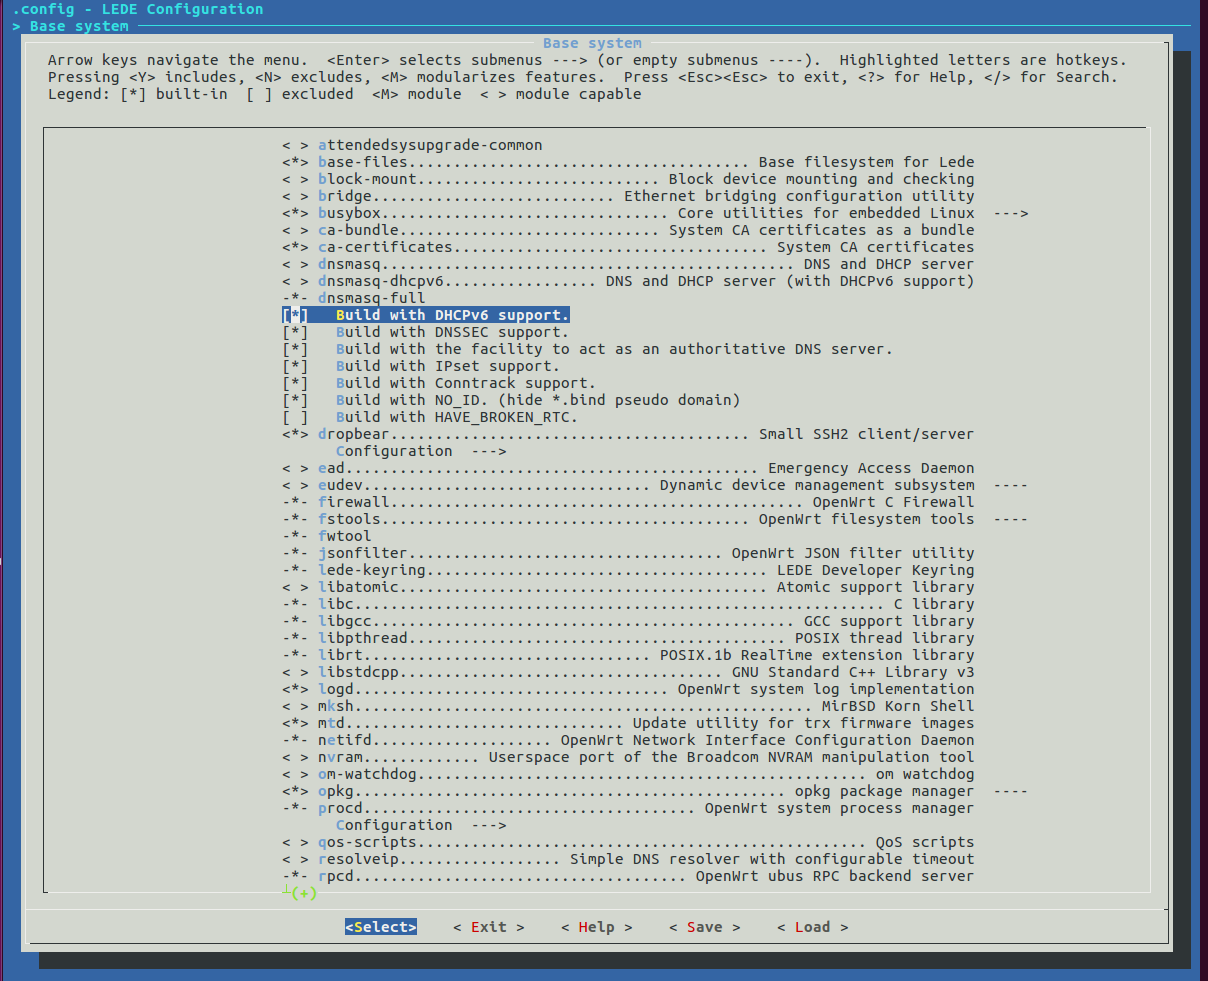 .config - LEDE Configuration
> Base system
Base system
Arrow keys navigate the menu.  <Enter> selects submenus ---> (or empty submenus ----).  Highlighted letters are hotkeys.
Pressing <Y> includes, <N> excludes, <M> modularizes features.  Press <Esc><Esc> to exit, <?> for Help, </> for Search.
Legend: [*] built-in  [ ] excluded  <M> module  < > module capable
< > attendedsysupgrade-common
<*> base-files..................................... Base filesystem for Lede
< > block-mount........................... Block device mounting and checking
< > bridge........................... Ethernet bridging configuration utility
<*> busybox................................ Core utilities for embedded Linux  --->
< > ca-bundle............................. System CA certificates as a bundle
<*> ca-certificates................................... System CA certificates
< > dnsmasq.............................................. DNS and DHCP server
< > dnsmasq-dhcpv6................. DNS and DHCP server (with DHCPv6 support)
-*- dnsmasq-full
[*]   Build with DHCPv6 support.
[*]   Build with DNSSEC support.
[*]   Build with the facility to act as an authoritative DNS server.
[*]   Build with IPset support.
[*]   Build with Conntrack support.
[*]   Build with NO_ID. (hide *.bind pseudo domain)
[ ]   Build with HAVE_BROKEN_RTC.
<*> dropbear........................................ Small SSH2 client/server
Configuration  --->
< > ead.............................................. Emergency Access Daemon
< > eudev................................ Dynamic device management subsystem  ----
-*- firewall.............................................. OpenWrt C Firewall
-*- fstools......................................... OpenWrt filesystem tools  ----
-*- fwtool
-*- jsonfilter................................... OpenWrt JSON filter utility
-*- lede-keyring...................................... LEDE Developer Keyring
< > libatomic......................................... Atomic support library
-*- libc........................................................... C library
-*- libgcc............................................... GCC support library
-*- libpthread.......................................... POSIX thread library
-*- librt............................... POSIX.1b RealTime extension library
< > libstdcpp.................................... GNU Standard C++ Library v3
<*> logd................................... OpenWrt system log implementation
< > mksh................................................... MirBSD Korn Shell
<*> mtd............................... Update utility for trx firmware images
-*- netifd.................... OpenWrt Network Interface Configuration Daemon
< > nvram............. Userspace port of the Broadcom NVRAM manipulation tool
< > om-watchdog.................................................. om watchdog
<*> opkg................................................ opkg package manager  ----
-*- procd..................................... OpenWrt system process manager
Configuration  --->
< > qos-scripts.................................................. QoS scripts
< > resolveip.................. Simple DNS resolver with configurable timeout
-*- rpcd..................................... OpenWrt ubus RPC backend server
(+)
<Select>    < Exit >    < Help >    < Save >    < Load >